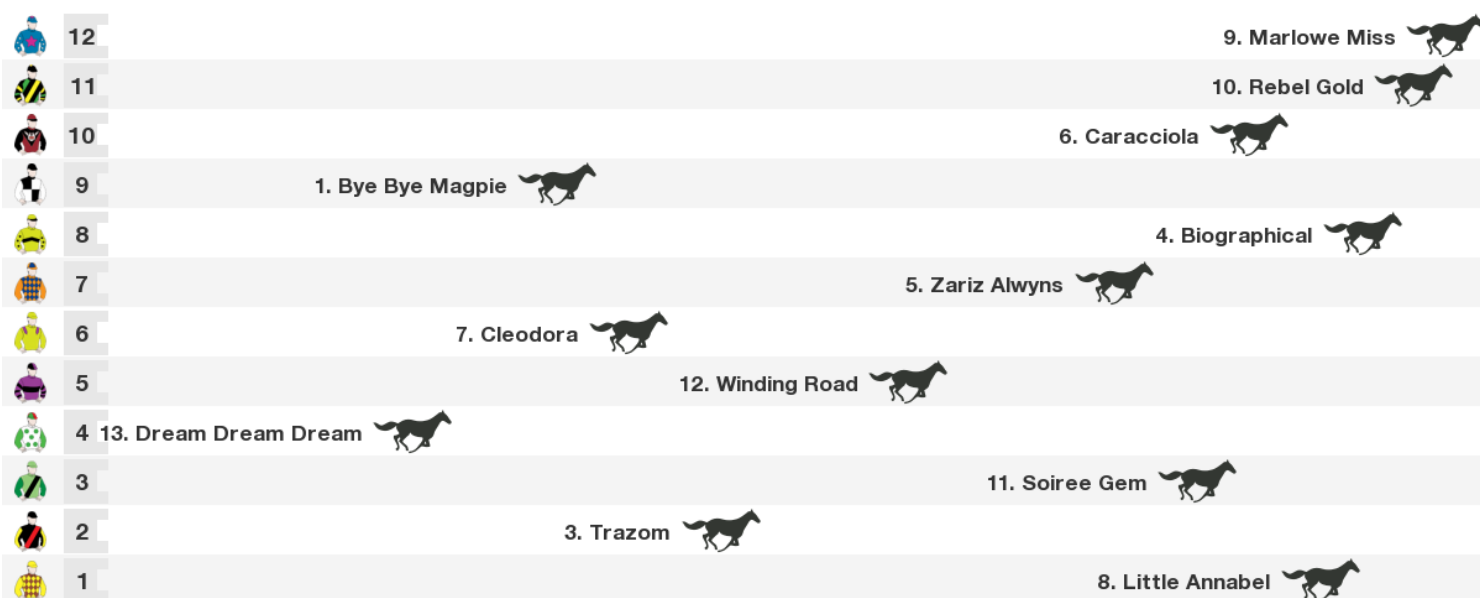 12 9. Marlowe Miss
11 10. Rebel Gold
10 6. Caracciola
9 1. Bye Bye Magpie
8 4. Biographical
7 5. Zariz Alwyns
6 7. Cleodora
5 12. Winding Road
4 13. Dream Dream Dream
3 11. Soiree Gem
2 3. Trazom
1 8. Little Annabel